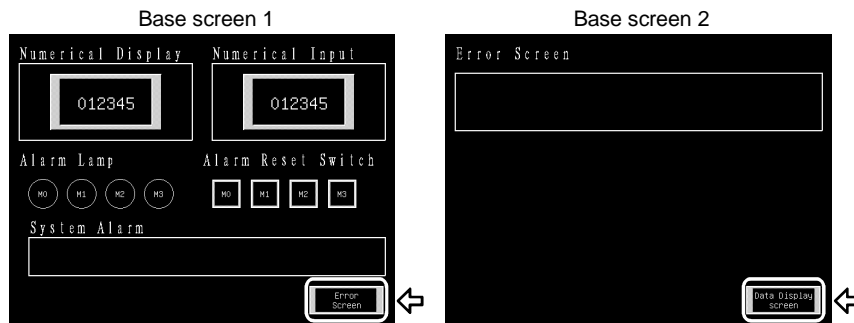 Base screen 1
Numerical Display Numerical Input
012345 012345
Alarm Lamp Alarm Reset Switch
M0 M1 M2 M3 M0 M1 M2 M3
System Alarm
Error
Screen
Base screen 2
Error Screen
Data Display
screen